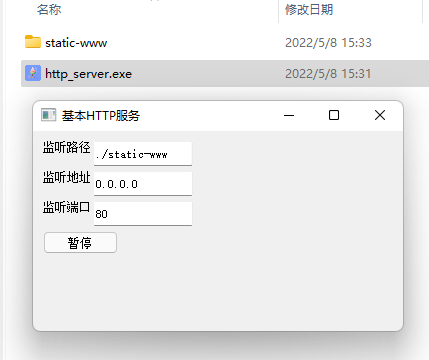 名称 修改日期
static-www 2022/5/8 15:33
http_server.exe 2022/5/8 15:31
基本HTTP服务
监听路径 ./static-www
监听地址 0.0.0.0
监听端口 80
暂停